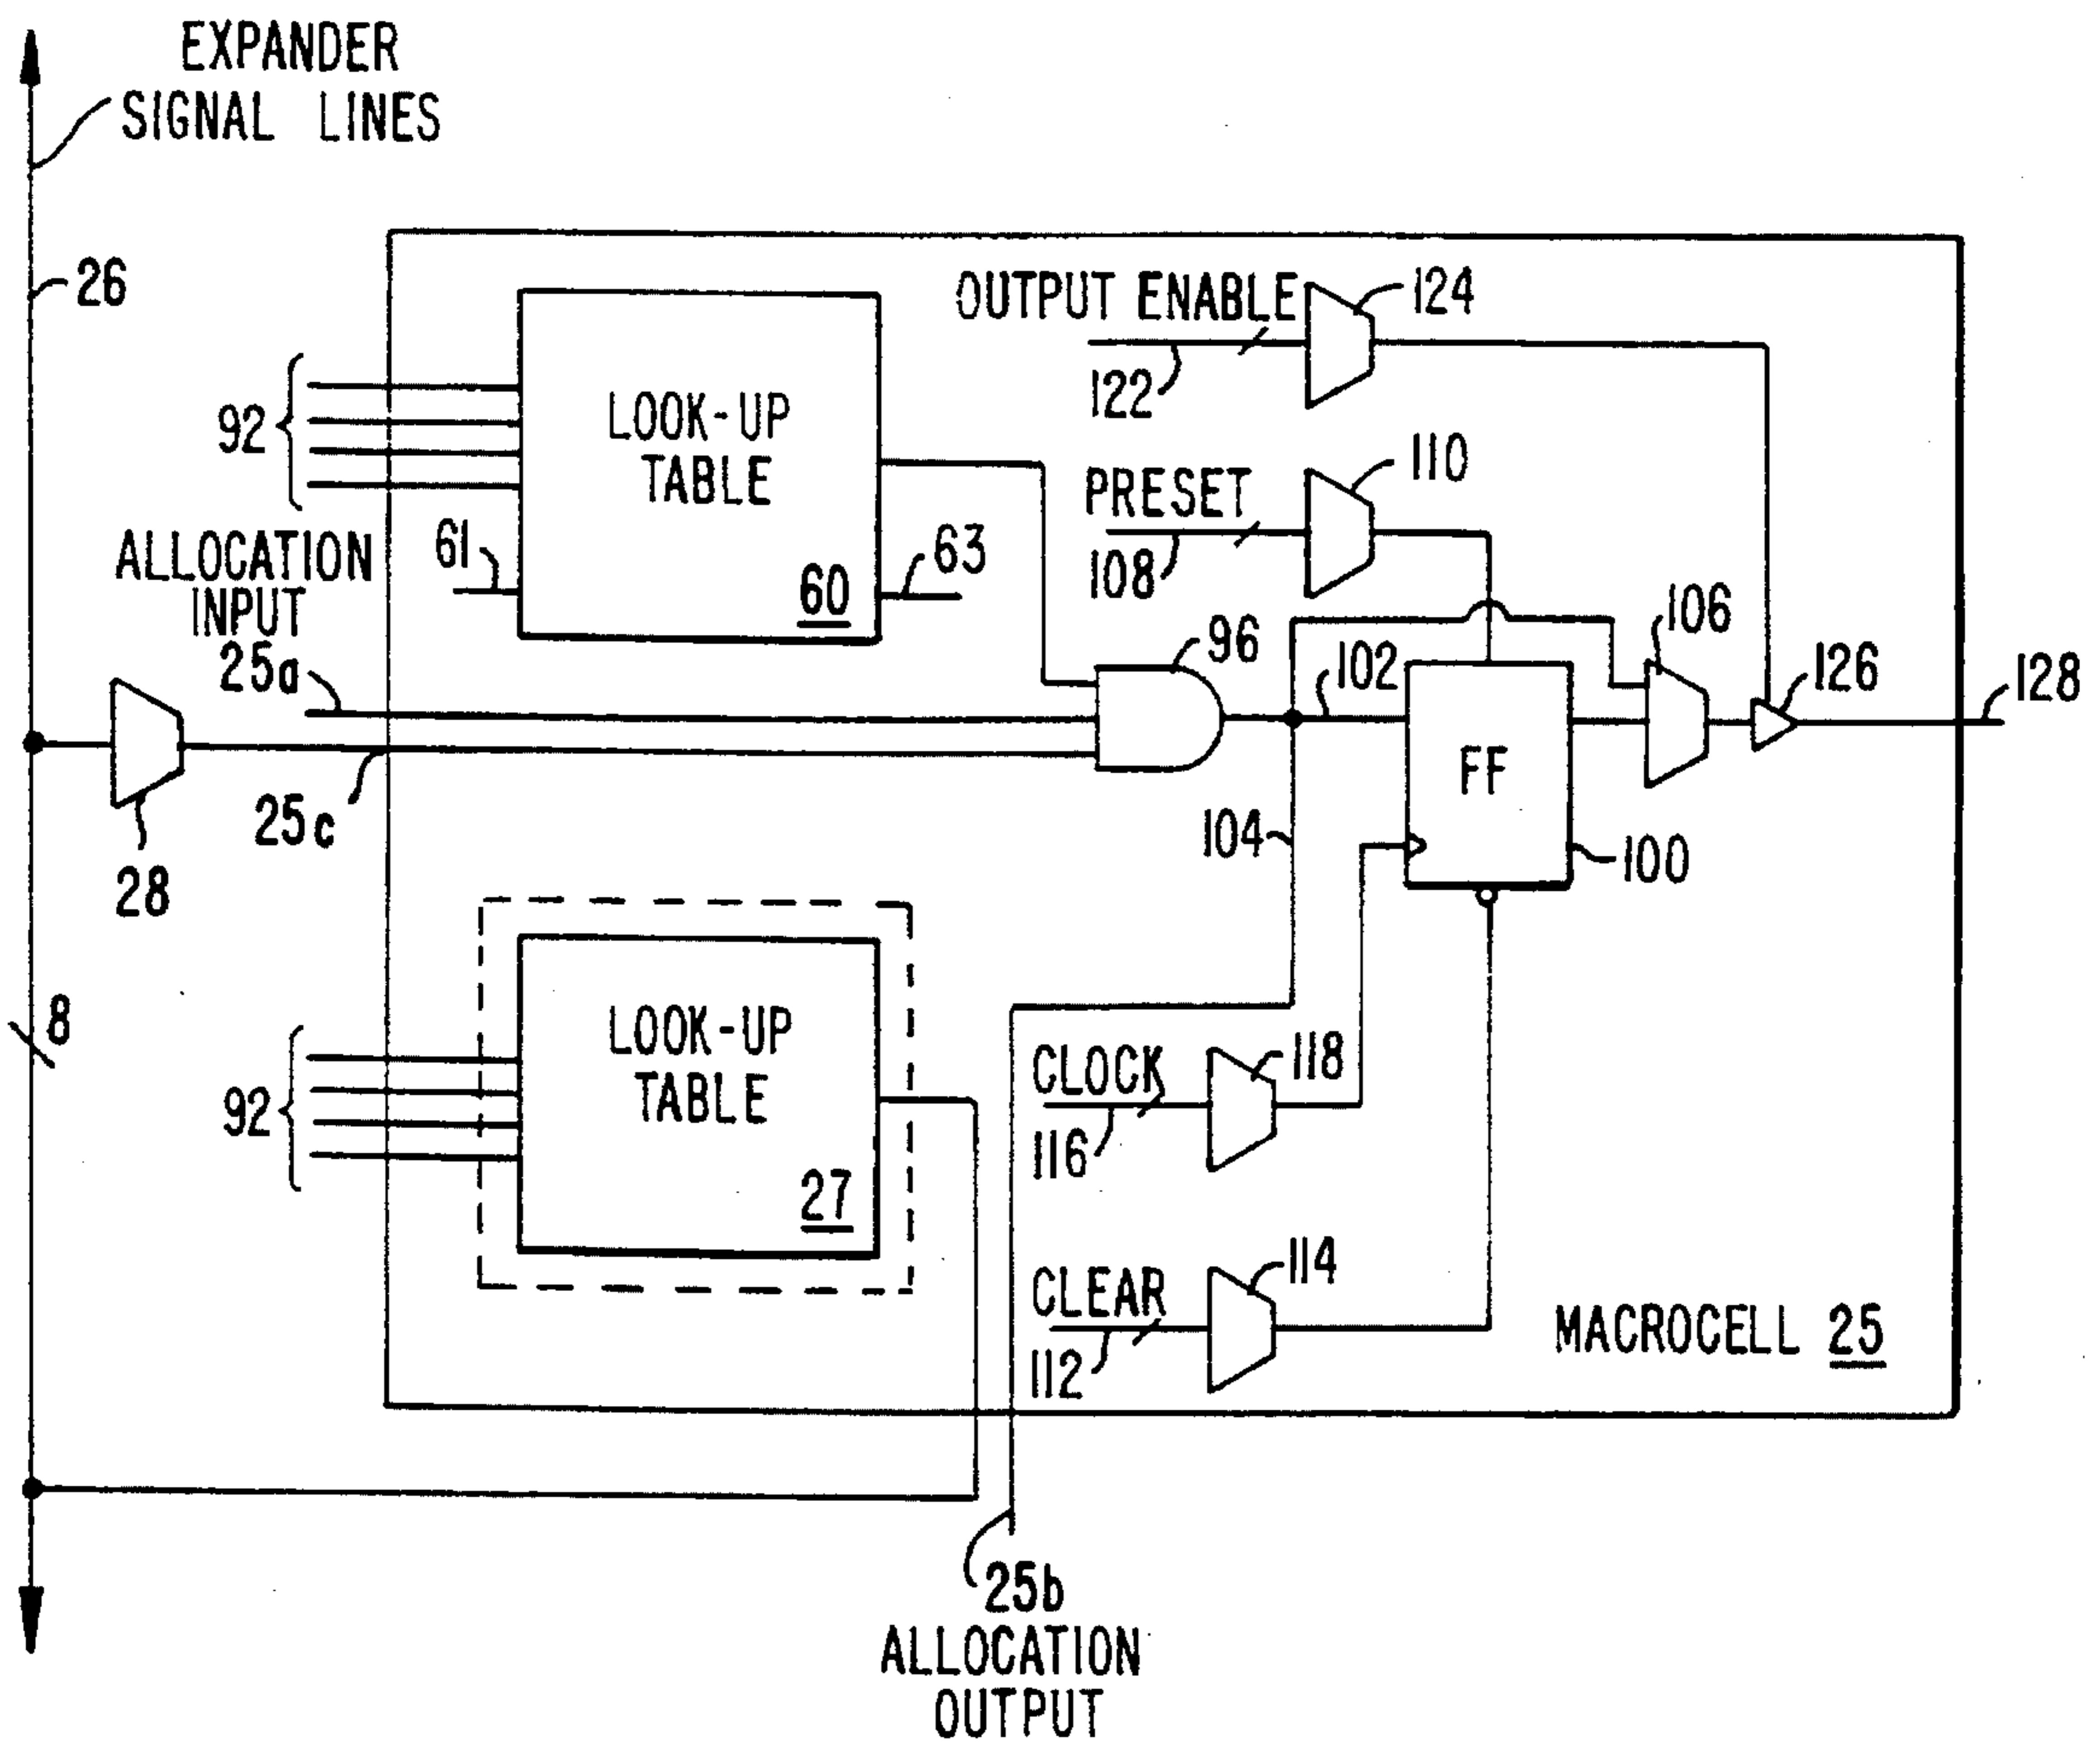 EXPANDER
SIGNAL LINES
26
92
LOOK-UP
TABLE
60
61
63
OUTPUT ENABLE
122
124
PRESET
108
110
ALLOCATION
INPUT
25a
25c
28
96
102
104
106
126
128
FF
100
8
92
LOOK-UP
TABLE
27
CLOCK
116
118
CLEAR
112
114
MACROCELL 25
25b
ALLOCATION
OUTPUT